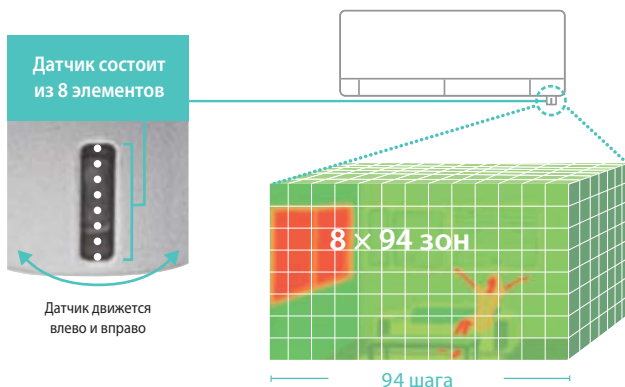 Датчик состоит
из 8 элементов
8 × 94 зон
Датчик движется
влево и вправо
94 шага